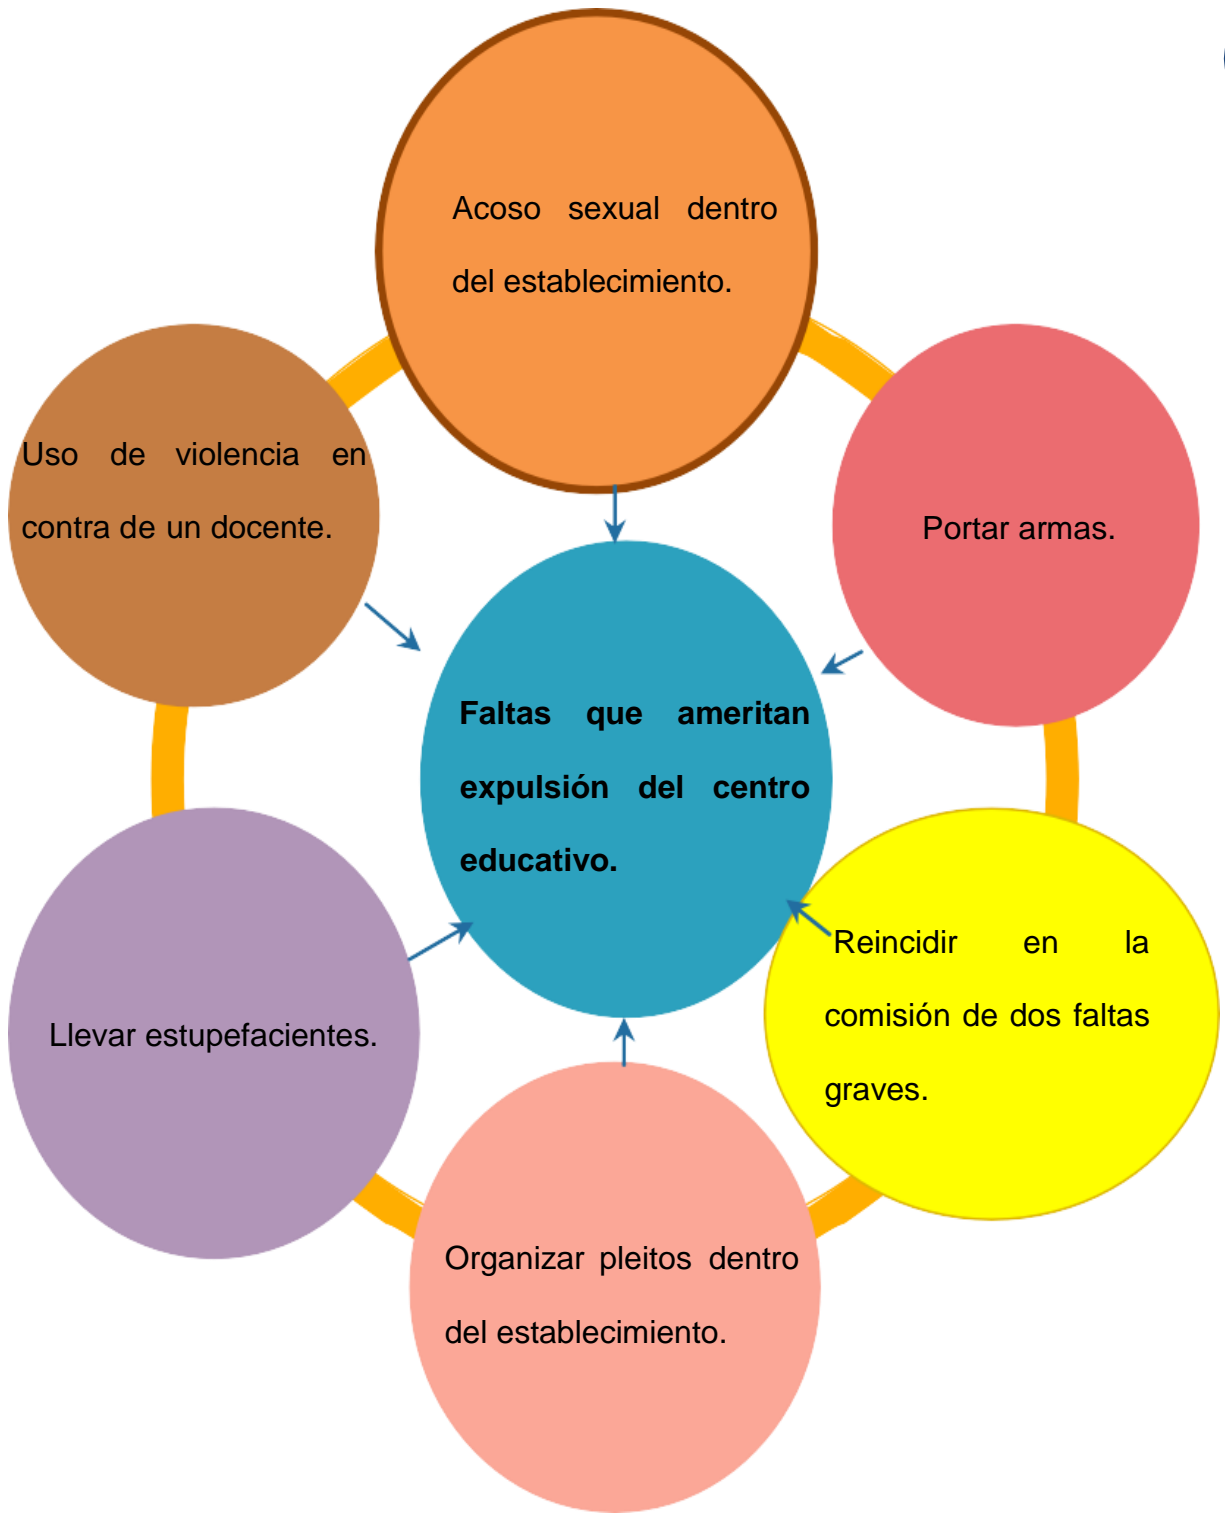 Acoso sexual dentro
del establecimiento.
Uso de violencia en
contra de un docente.
Portar armas.
Faltas que ameritan
expulsión del centro
educativo.
Llevar estupefacientes.
Reincidir en la
comisión de dos faltas
graves.
Organizar pleitos dentro
del establecimiento.